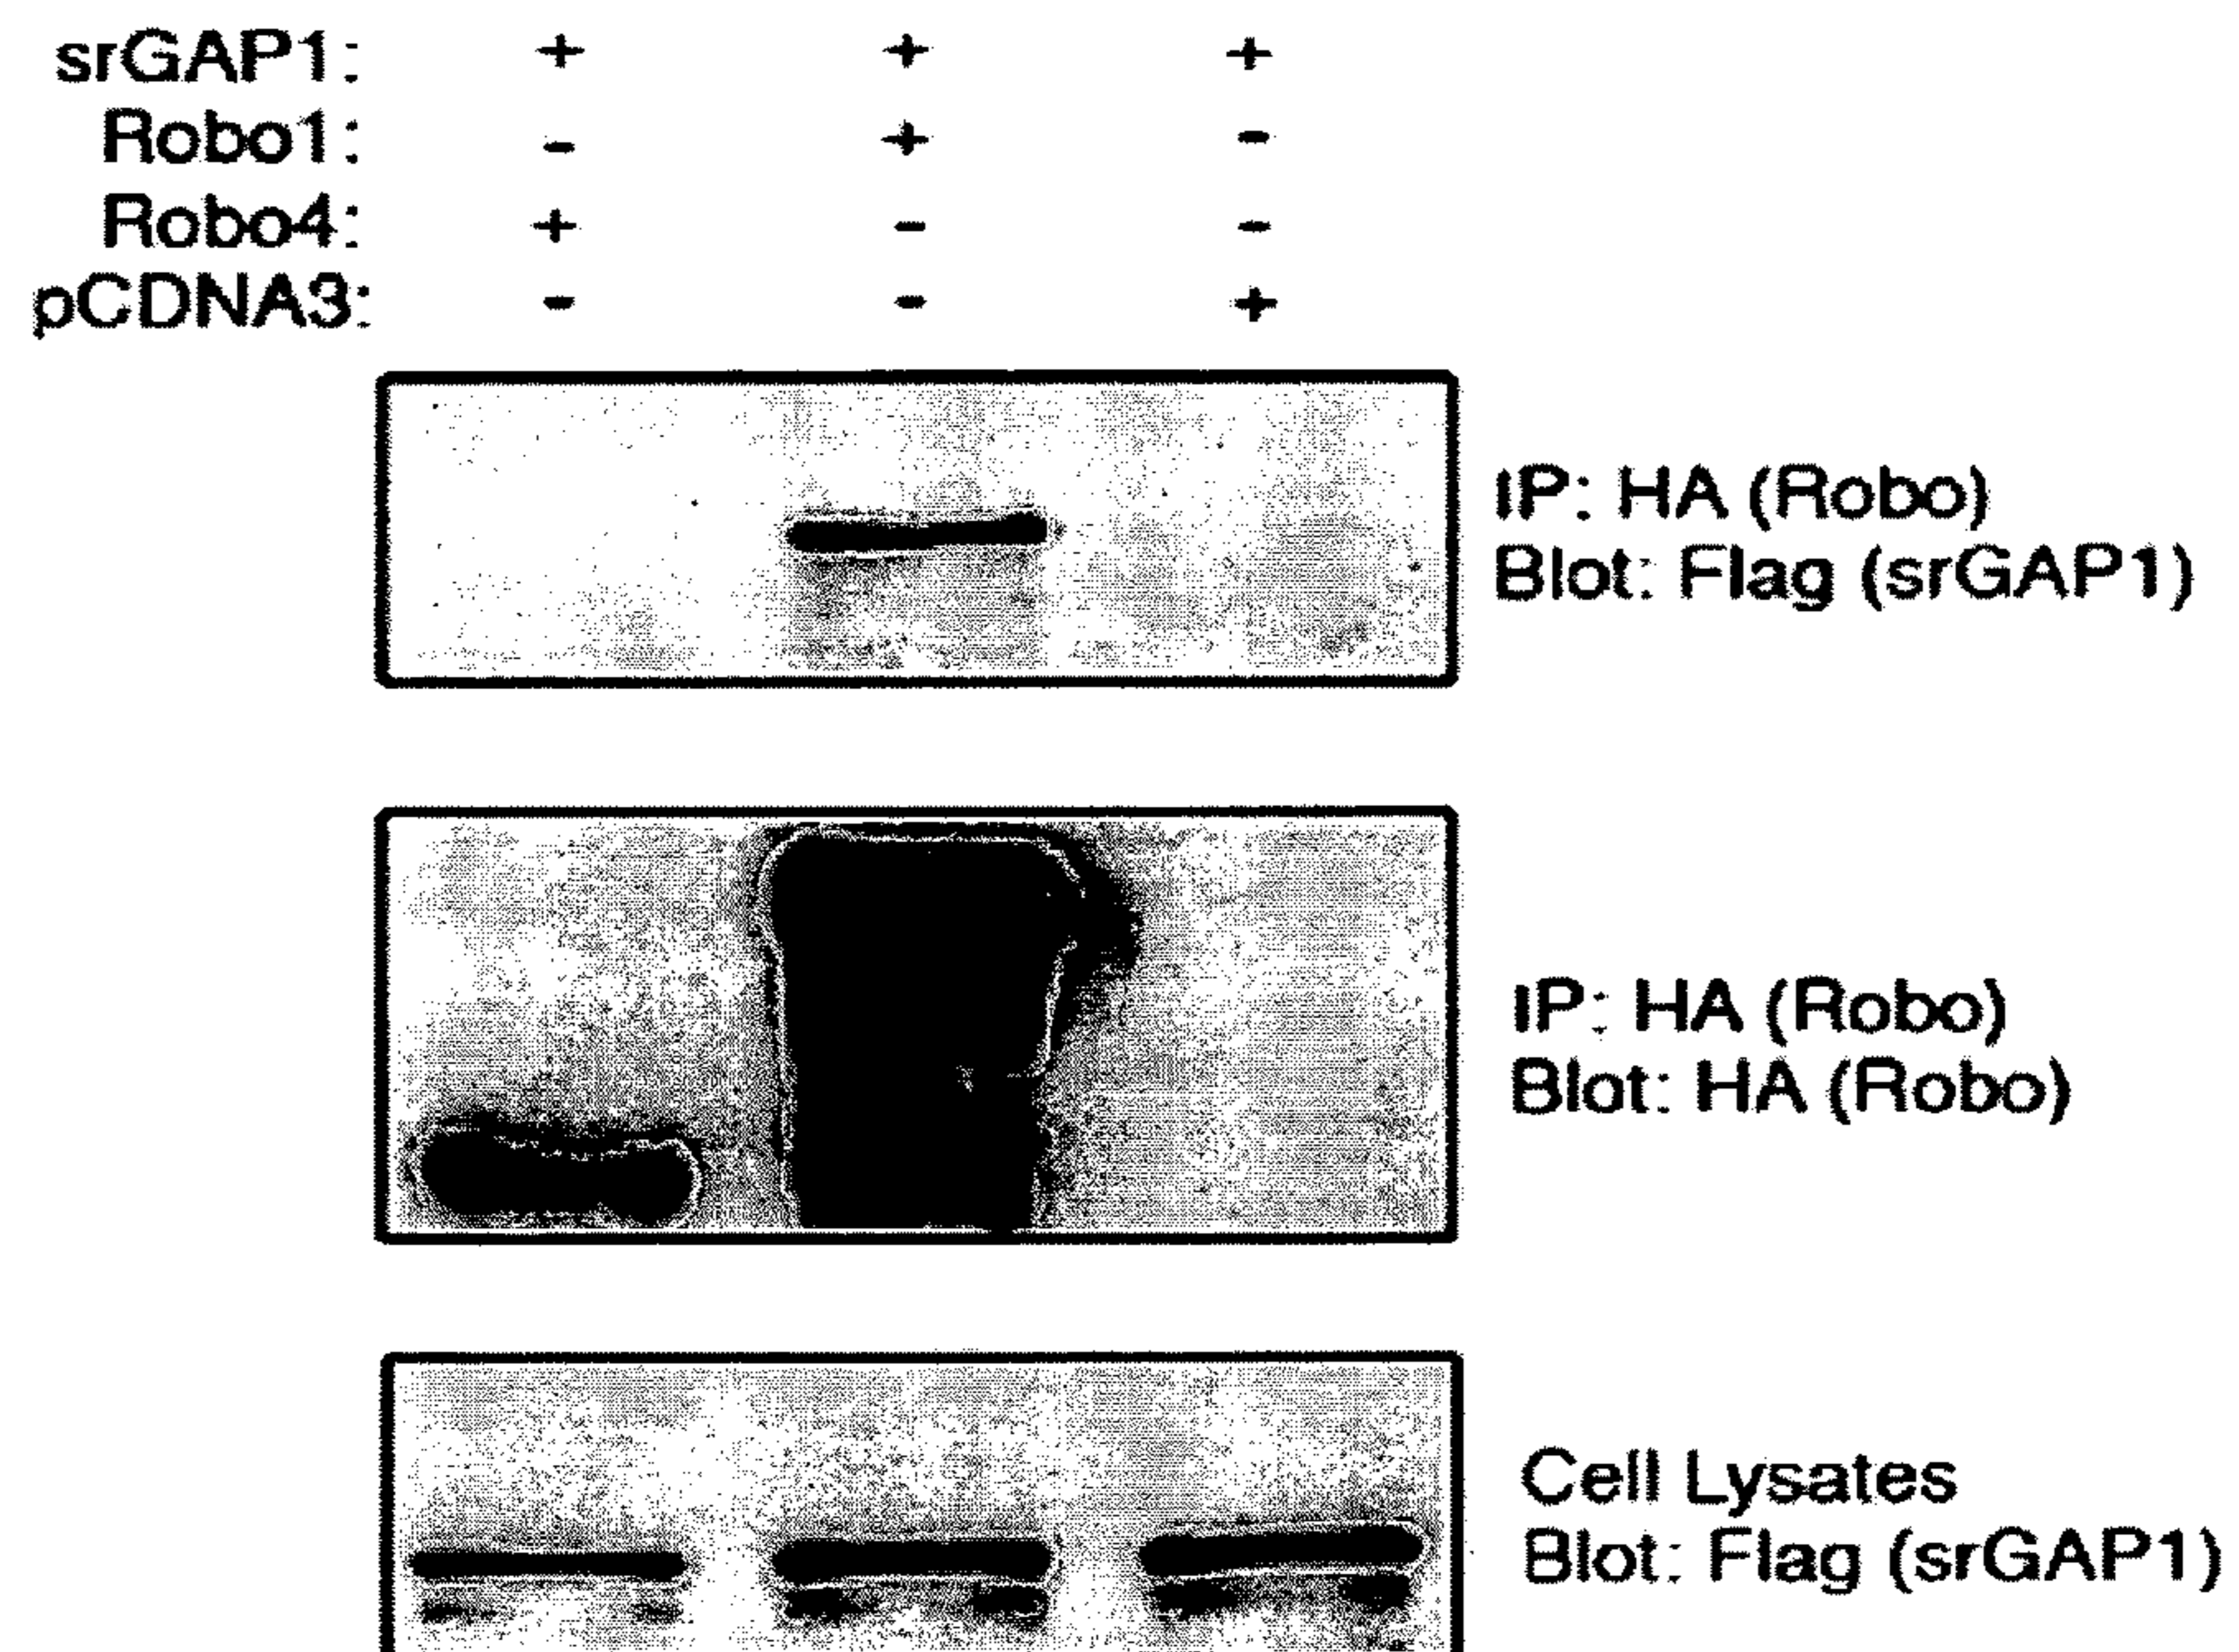 srGAP1: + + +
Robo1: - + -
Robo4: + - -
pCDNA3: - - +
IP: HA (Robo)
Blot: Flag (srGAP1)
IP: HA (Robo)
Blot: HA (Robo)
Cell Lysates
Blot: Flag (srGAP1)